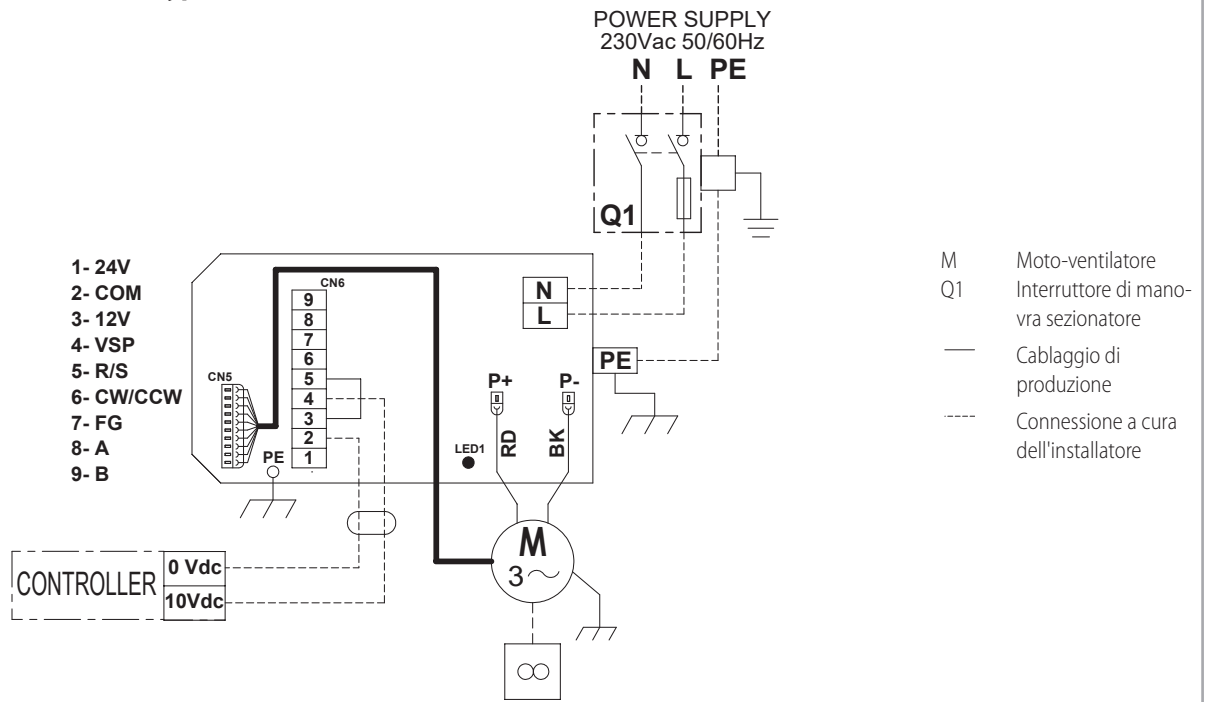 POWER SUPPLY
230Vac 50/60Hz
N L PE
Q1
1- 24V
2- COM
3- 12V
4- VSP
5- R/S
6- CW/CCW
7- FG
8- A
9- B
CN5
PE
CN6
9
8
7
6
5
4
3
2
1
N
L
PE
P+
P-
RD
BK
LED1
M
3~
CONTROLLER
0 Vdc
10Vdc
M Moto-ventilatore
Q1 Interruttore di mano-
vra sezionatore
Cablaggio di
produzione
Connessione a cura
dell'installatore